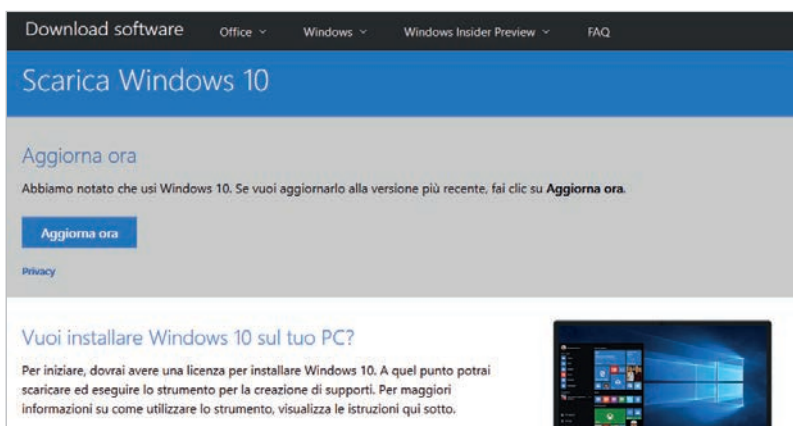 Download software Office Windows Windows Insider Preview FAQ
Scarica Windows 10
Aggiorna ora
Abbiamo notato che usi Windows 10. Se vuoi aggiornarlo alla versione più recente, fai clic su Aggiorna ora.
Aggiorna ora
Privacy
Vuoi installare Windows 10 sul tuo PC?
Per iniziare, dovrai avere una licenza per installare Windows 10. A quel punto potrai
scaricare ed eseguire lo strumento per la creazione di supporti. Per maggiori
informazioni su come utilizzare lo strumento, visualizza le istruzioni qui sotto.